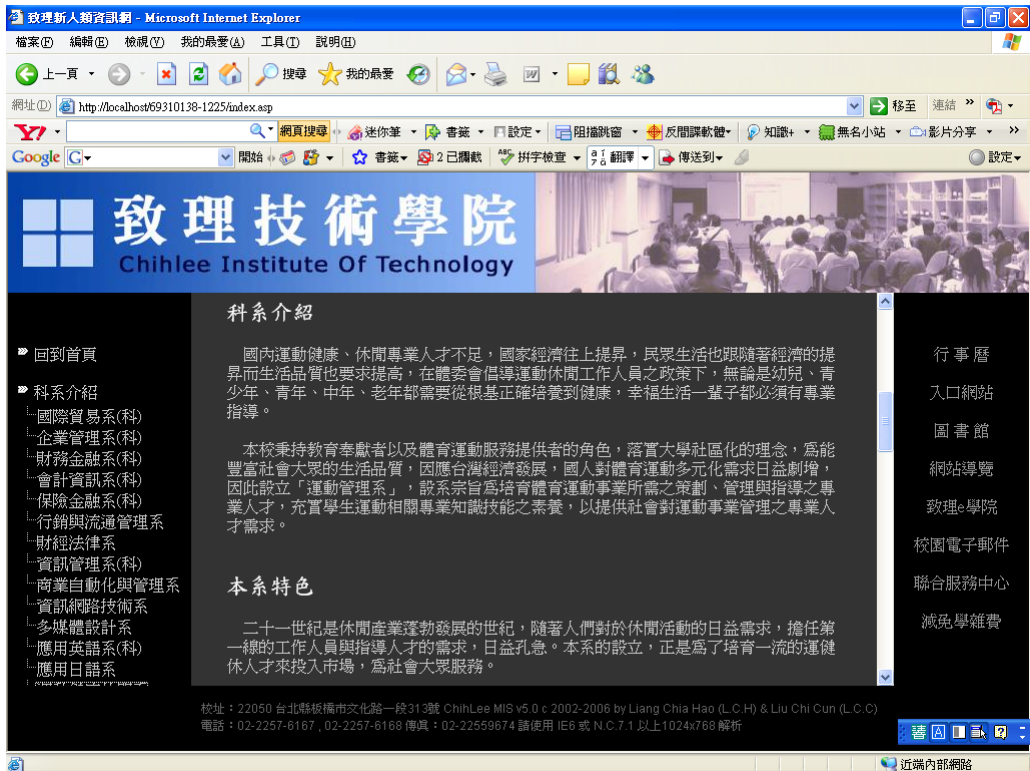 致理新人類資訊網 - Microsoft Internet Explorer
檔案(F) 編輯(E) 檢視(V) 我的最愛(A) 工具(T) 說明(H)
上一頁 搜尋 我的最愛
網址(D) http://localhost/69310138-1225/index.asp 移至 連結
Y7 網頁搜尋 迷你筆 書籤 設定 阻擋跳窗 反間諜軟體 知識+ 無名小站 影片分享
Google G 開始 書籤 2 已攔截 拼字檢查 翻譯 傳送到 設定
致理技術學院
Chihlee Institute Of Technology
回到首頁
科系介紹
國際貿易系(科)
企業管理系(科)
財務金融系(科)
會計資訊系(科)
保險金融系(科)
行銷與流通管理系
財經法律系
資訊管理系(科)
商業自動化與管理系
資訊網路技術系
多媒體設計系
應用英語系(科)
應用日語系
科系介紹
國內運動健康、休閒專業人才不足，國家經濟往上提昇，民眾生活也跟隨著經濟的提
昇而生活品質也要求提高，在體委會倡導運動休閒工作人員之政策下，無論是幼兒、青
少年、青年、中年、老年都需要從根基正確培養到健康，幸福生活一輩子都必須有專業
指導。
本校秉持教育奉獻者以及體育運動服務提供者的角色，落實大學社區化的理念，為能
豐富社會大眾的生活品質，因應台灣經濟發展，國人對體育運動多元化需求日益劇增，
因此設立「運動管理系」，設系宗旨為培育體育運動事業所需之策劃、管理與指導之專
業人才，充實學生運動相關專業知識技能之素養，以提供社會對運動事業管理之專業人
才需求。
本系特色
二十一世紀是休閒產業蓬勃發展的世紀，隨著人們對於休閒活動的日益需求，擔任第
一線的工作人員與指導人才的需求，日益孔急。本系的設立，正是為了培育一流的運健
休人才來投入市場，為社會大眾服務。
行事曆
入口網站
圖書館
網站導覽
致理e學院
校園電子郵件
聯合服務中心
減免學雜費
校址：22050 台北縣板橋市文化路一段313號 ChihLee MIS v5.0 c 2002-2006 by Liang Chia Hao (L.C.H) & Liu Chi Cun (L.C.C)
電話：02-2257-6167 , 02-2257-6168 傳真：02-22559674 請使用 IE6 或 N.C.7.1 以上1024x768 解析
近端內部網路